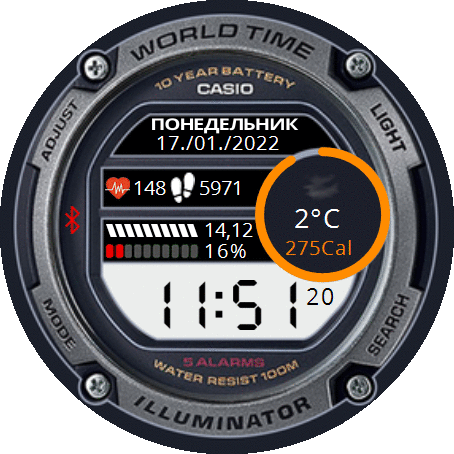 WORLD TIME
10 YEAR BATTERY
CASIO
ADJUST
LIGHT
ПОНЕДЕЛЬНИК
17./01./2022
148 5971
2°C
275Cal
14,12
16%
11:51 20
MODE
SEARCH
5 ALARMS
WATER RESIST 100M
ILLUMINATOR